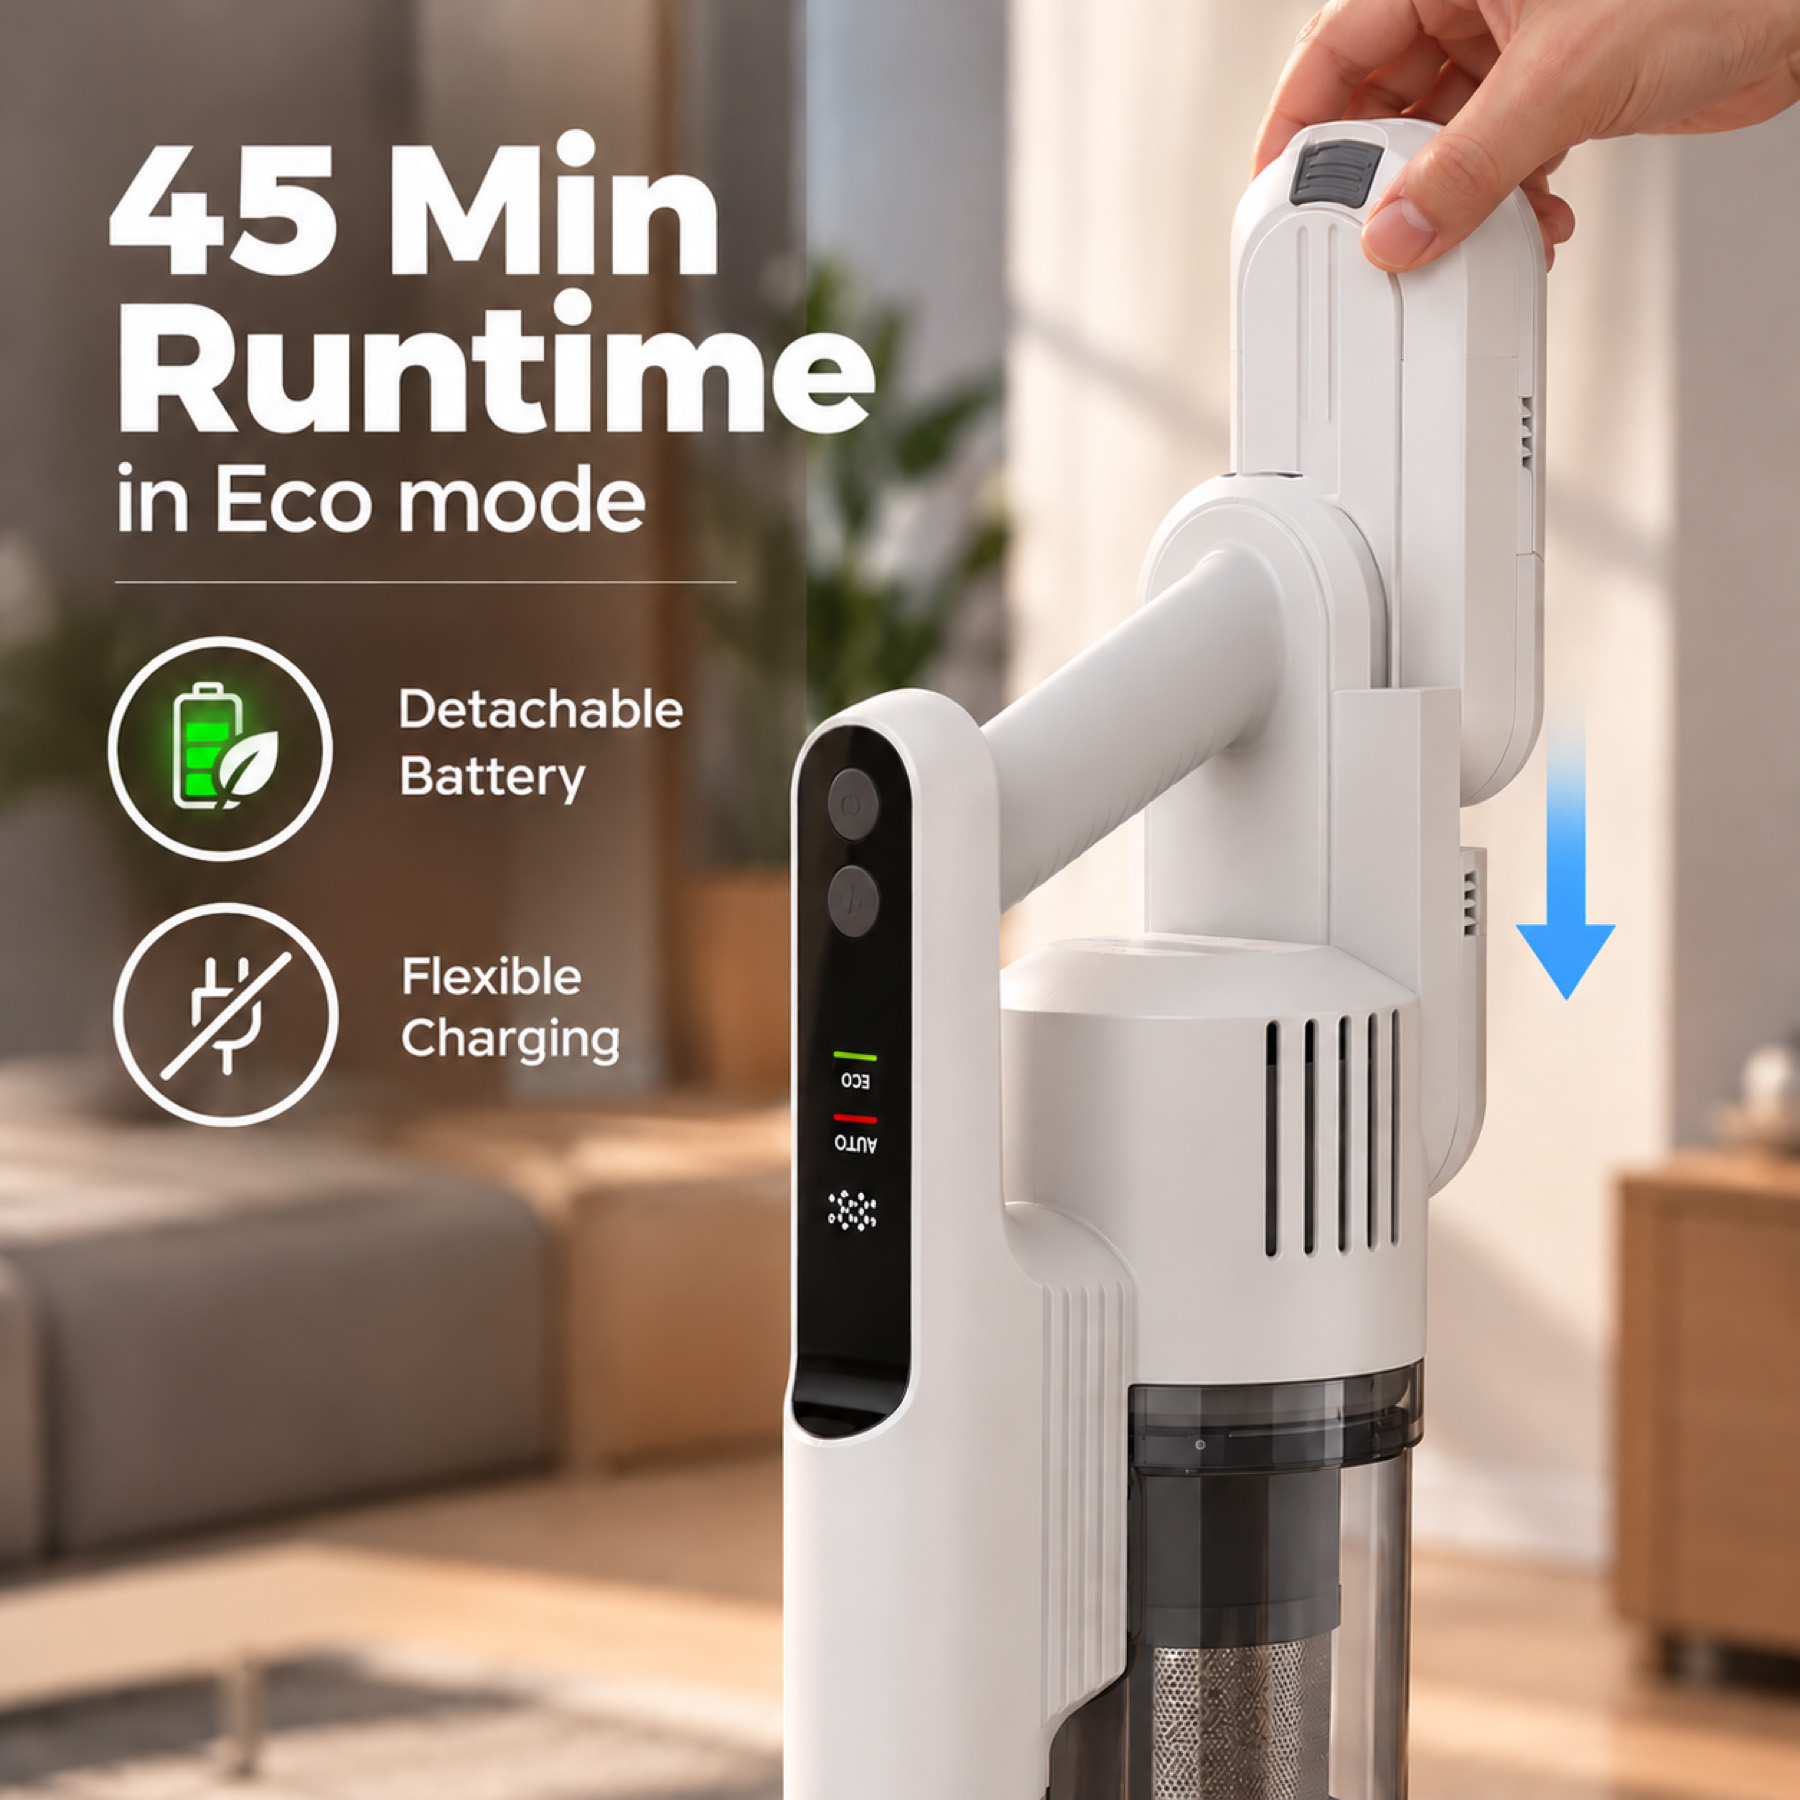 45 Min
Runtime
in Eco mode
Detachable
Battery
Flexible
Charging
ECO
AUTO